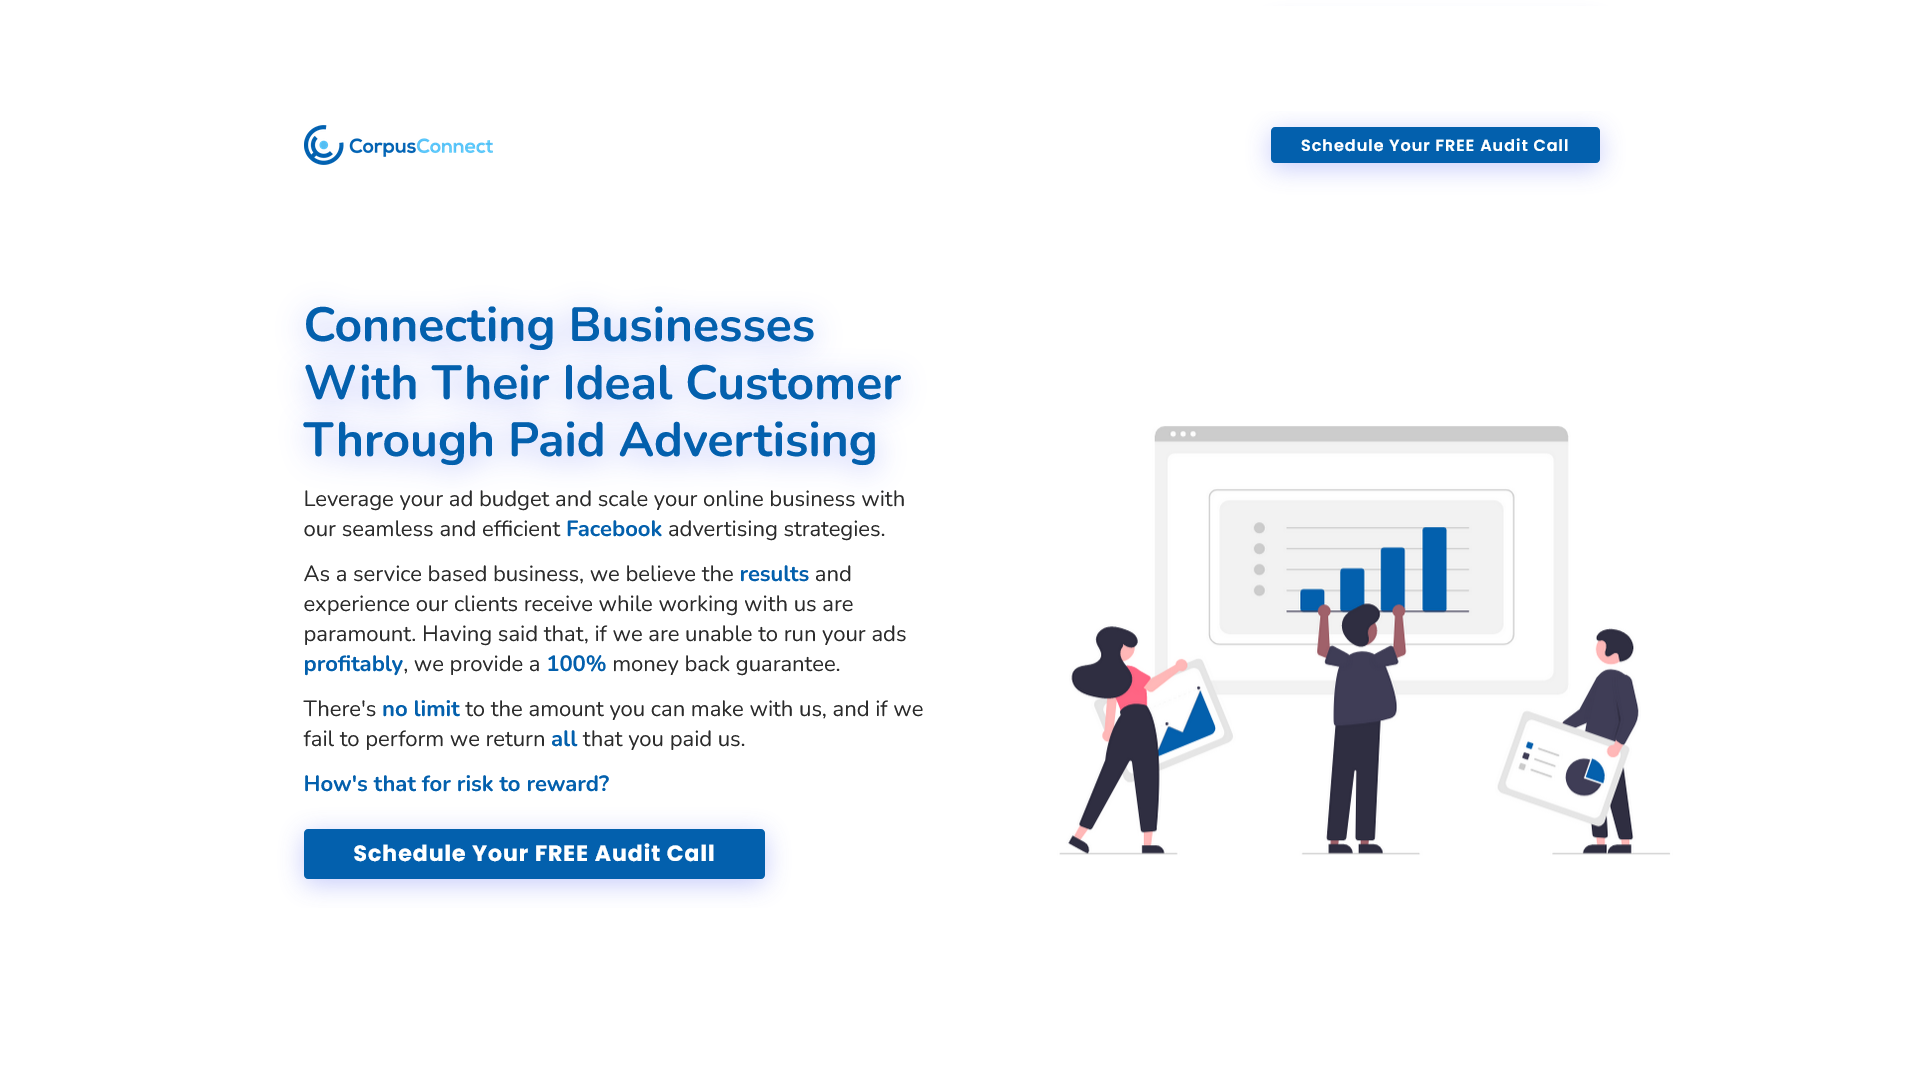 CorpusConnect
Schedule Your FREE Audit Call
Connecting Businesses
With Their Ideal Customer
Through Paid Advertising
Leverage your ad budget and scale your online business with
our seamless and efficient Facebook advertising strategies.
As a service based business, we believe the results and
experience our clients receive while working with us are
paramount. Having said that, if we are unable to run your ads
profitably, we provide a 100% money back guarantee.
There's no limit to the amount you can make with us, and if we
fail to perform we return all that you paid us.
How's that for risk to reward?
Schedule Your FREE Audit Call